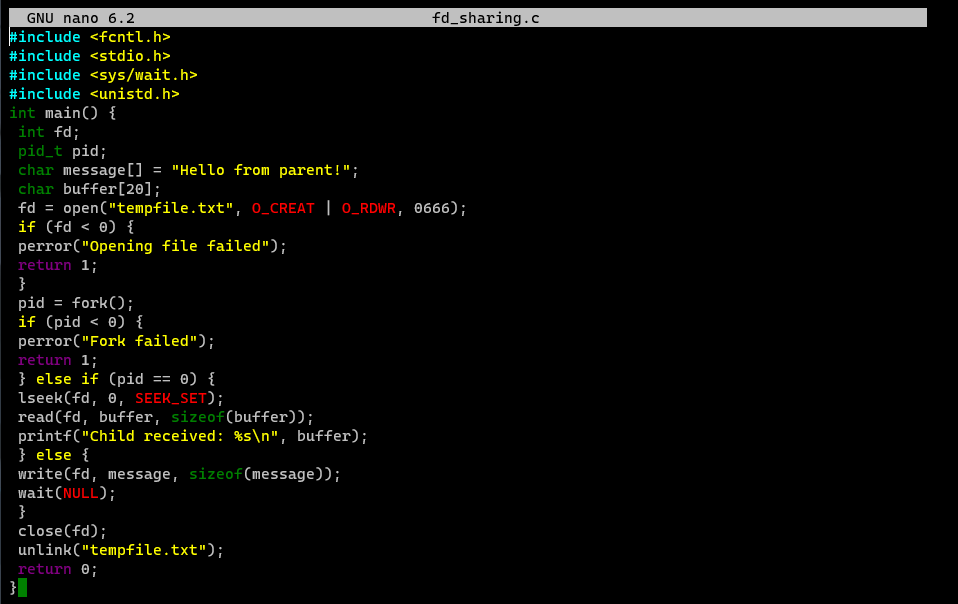 GNU nano 6.2 fd_sharing.c
#include <fcntl.h>
#include <stdio.h>
#include <sys/wait.h>
#include <unistd.h>
int main() {
 int fd;
 pid_t pid;
 char message[] = "Hello from parent!";
 char buffer[20];
 fd = open("tempfile.txt", O_CREAT | O_RDWR, 0666);
 if (fd < 0) {
 perror("Opening file failed");
 return 1;
 }
 pid = fork();
 if (pid < 0) {
 perror("Fork failed");
 return 1;
 } else if (pid == 0) {
 lseek(fd, 0, SEEK_SET);
 read(fd, buffer, sizeof(buffer));
 printf("Child received: %s\n", buffer);
 } else {
 write(fd, message, sizeof(message));
 wait(NULL);
 }
 close(fd);
 unlink("tempfile.txt");
 return 0;
}